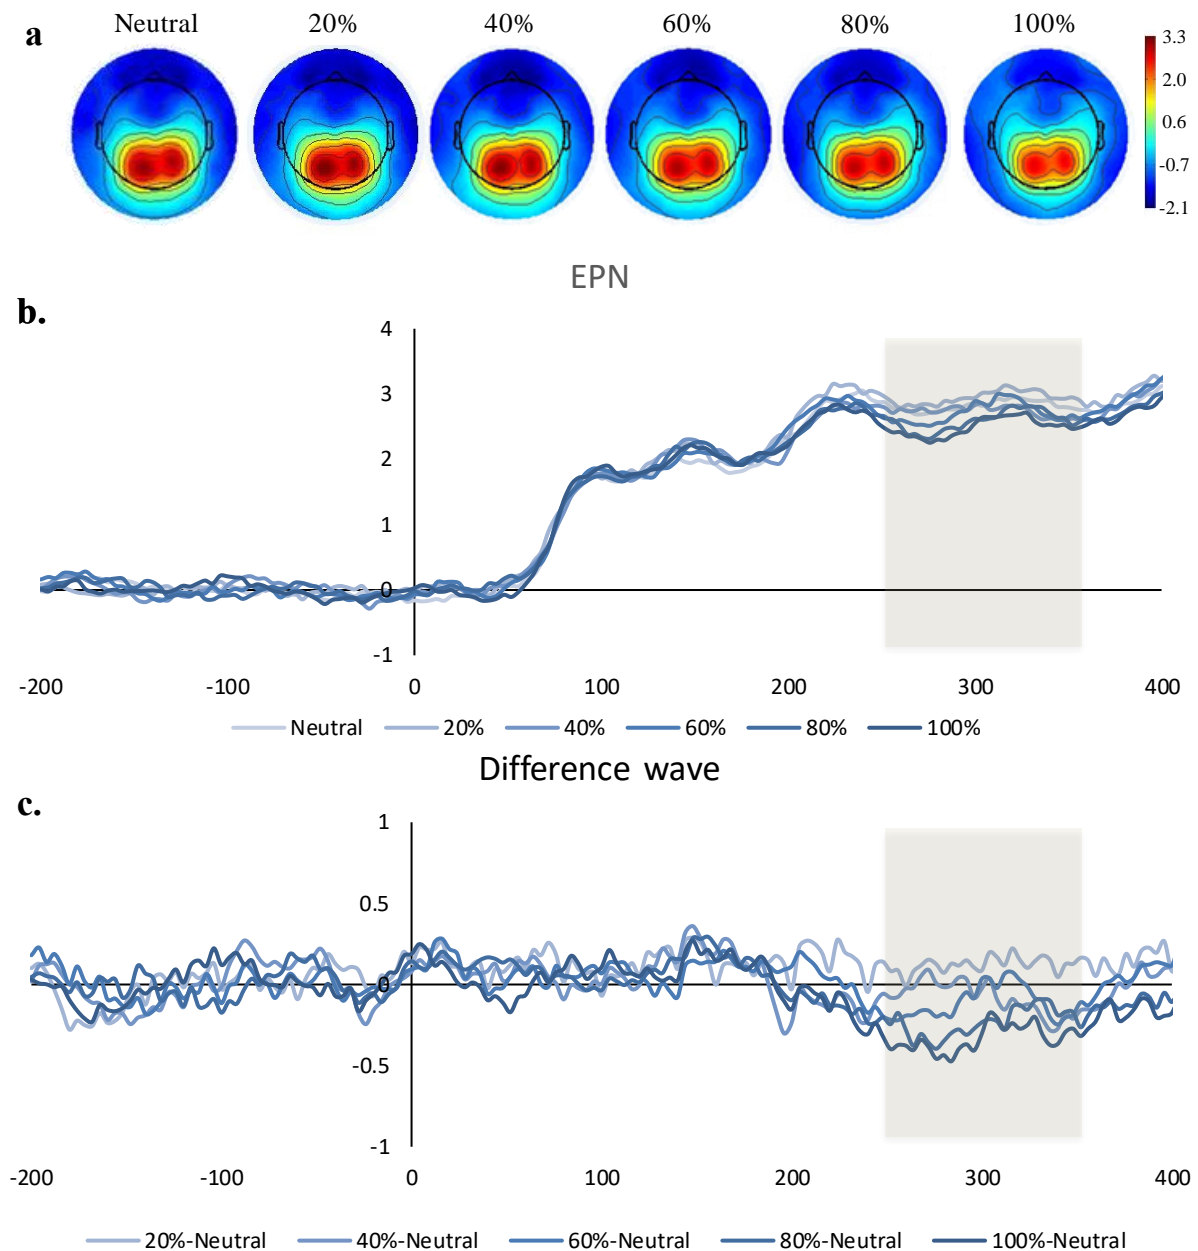 a
Neutral 20% 40% 60% 80% 100%
3.3
2.0
0.6
-0.7
-2.1
EPN
b.
4
3
2
1
0
-1
-200 -100 0 100 200 300 400
Neutral 20% 40% 60% 80% 100%
Difference wave
c.
1
0.5
0
-0.5
-1
-200 -100 0 100 200 300 400
20%-Neutral 40%-Neutral 60%-Neutral 80%-Neutral 100%-Neutral